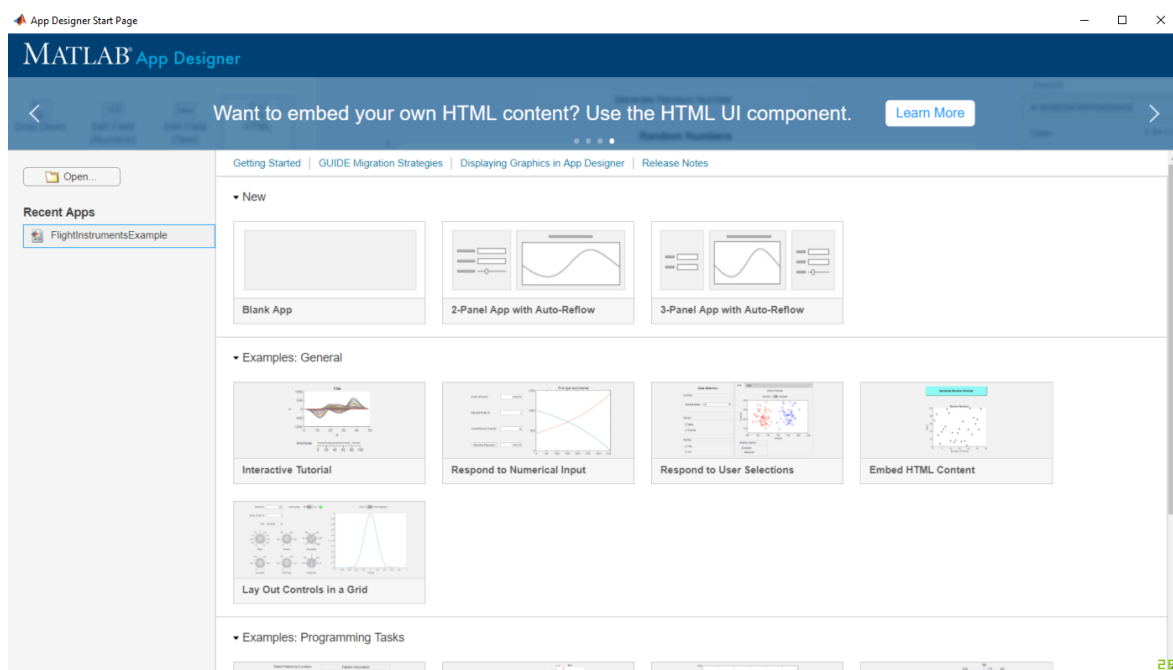 App Designer Start Page
MATLAB® App Designer
Want to embed your own HTML content? Use the HTML UI component.
Learn More
Open...
Getting Started | GUIDE Migration Strategies | Displaying Graphics in App Designer | Release Notes
Recent Apps
FlightInstrumentsExample
New
Blank App
2-Panel App with Auto-Reflow
3-Panel App with Auto-Reflow
Examples: General
Interactive Tutorial
Respond to Numerical Input
Respond to User Selections
Embed HTML Content
Lay Out Controls in a Grid
Examples: Programming Tasks